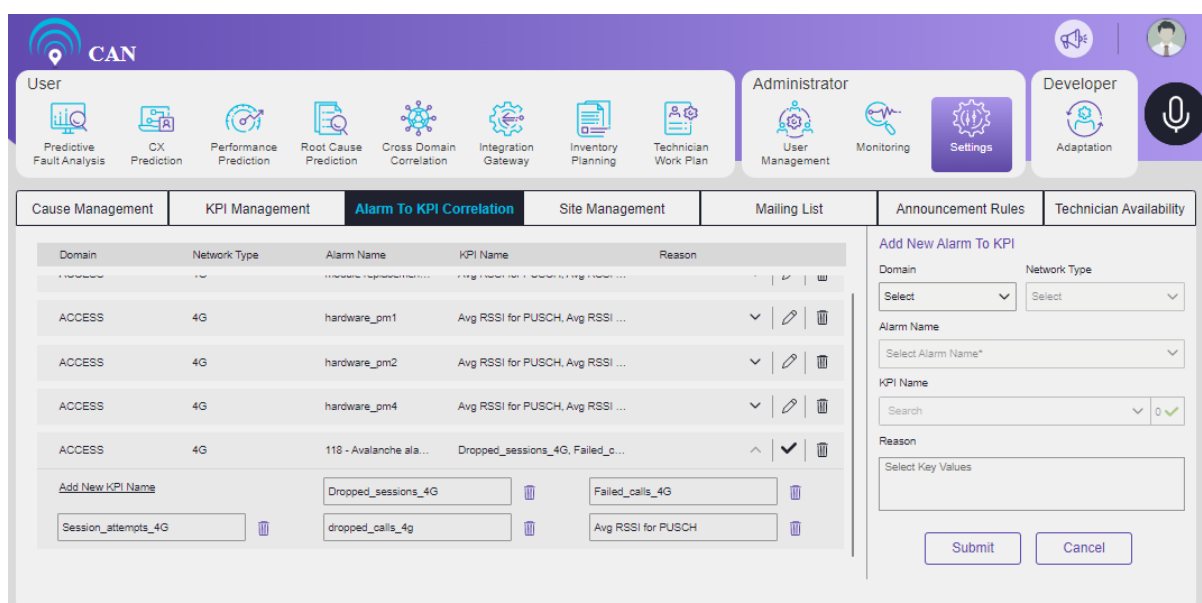 CAN
User
Administrator
Developer
Predictive
Fault Analysis
CX
Prediction
Performance
Prediction
Root Cause
Prediction
Cross Domain
Correlation
Integration
Gateway
Inventory
Planning
Technician
Work Plan
User
Management
Monitoring
Settings
Adaptation
Cause Management
KPI Management
Alarm To KPI Correlation
Site Management
Mailing List
Announcement Rules
Technician Availability
Domain Network Type Alarm Name KPI Name Reason
ACCESS 4G hardware_pm1 Avg RSSI for PUSCH, Avg RSSI ...
ACCESS 4G hardware_pm2 Avg RSSI for PUSCH, Avg RSSI ...
ACCESS 4G hardware_pm4 Avg RSSI for PUSCH, Avg RSSI ...
ACCESS 4G 118 - Avalanche ala... Dropped_sessions_4G, Failed_c...
Add New KPI Name Dropped_sessions_4G Failed_calls_4G
Session_attempts_4G dropped_calls_4g Avg RSSI for PUSCH
Add New Alarm To KPI
Domain Network Type
Select Select
Alarm Name
Select Alarm Name*
KPI Name
Search 0
Reason
Select Key Values
Submit Cancel